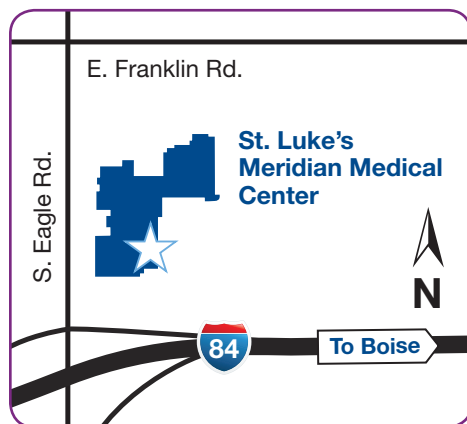 E. Franklin Rd.
S. Eagle Rd.
St. Luke’s
Meridian Medical
Center
N
84
To Boise